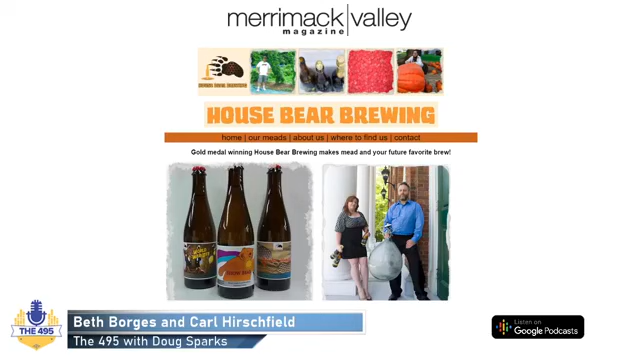 merrimack valley
magazine
HOUSE BEAR BREWING
home | our meads | about us | where to find us | contact
Gold medal winning House Bear Brewing makes mead and your future favorite brew!
THE 495
Beth Borges and Carl Hirschfield
The 495 with Doug Sparks
Listen on
Google Podcasts